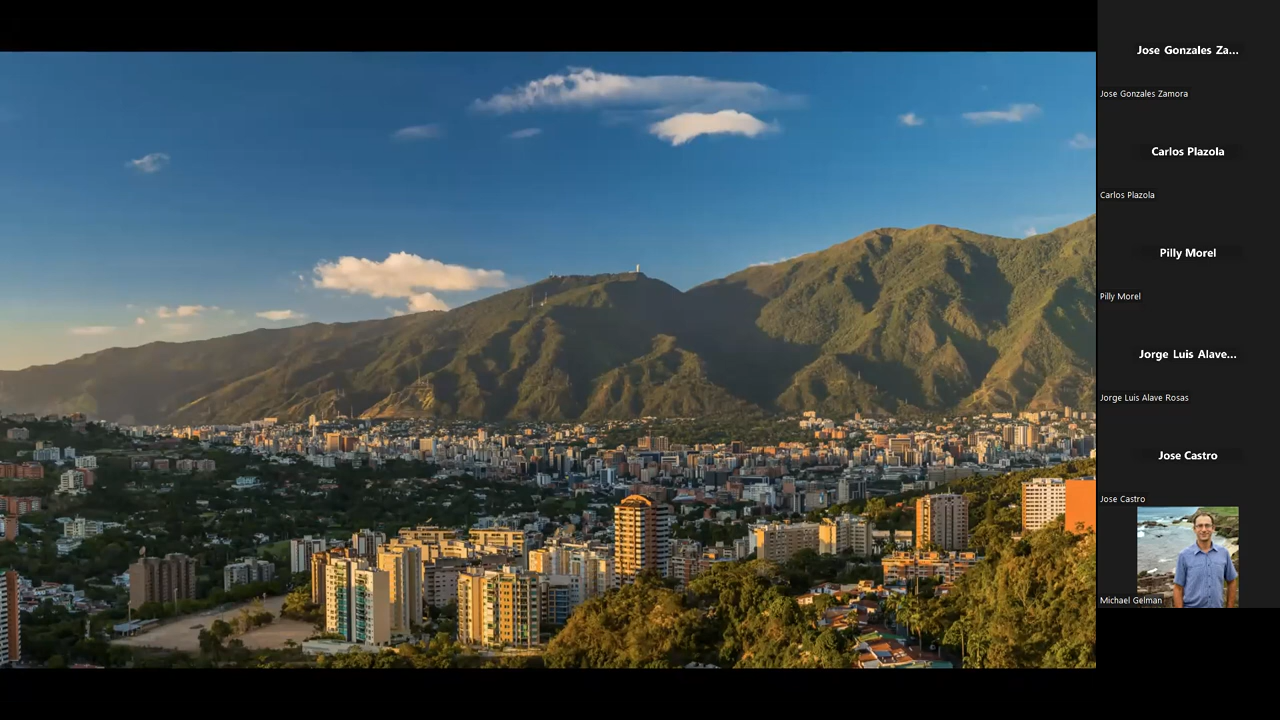 Jose Gonzales Za...
Jose Gonzales Zamora
Carlos Plazola
Carlos Plazola
Pilly Morel
Pilly Morel
Jorge Luis Alave...
Jorge Luis Alave Rosas
Jose Castro
Jose Castro
Michael Gelman